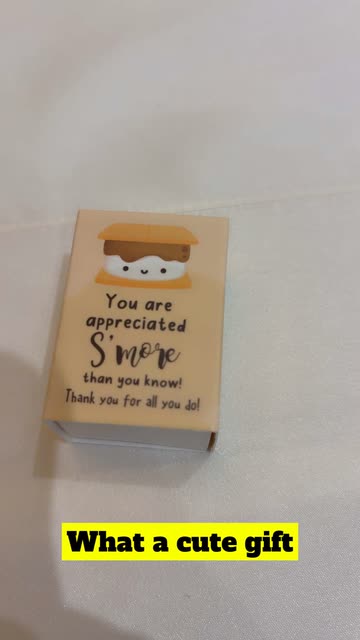 You are
appreciated
S'more
than you know!
Thank you for all you do!
What a cute gift